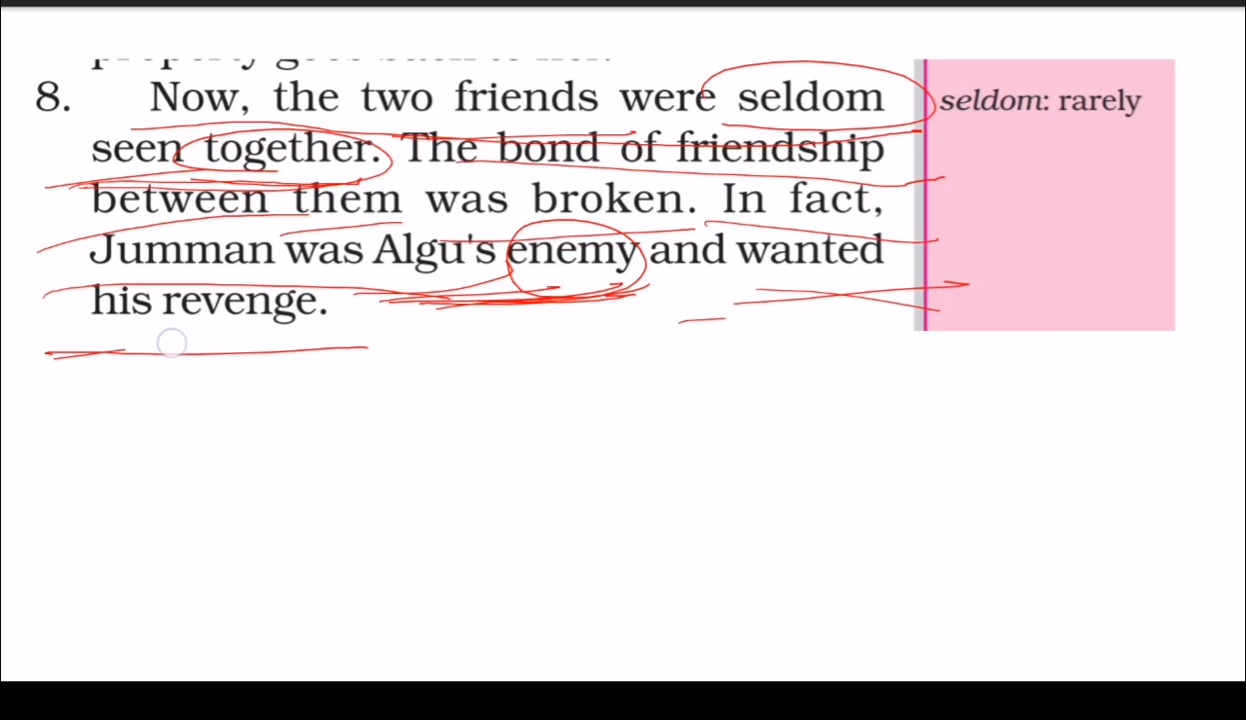 8. Now, the two friends were seldom
seen together. The bond of friendship
between them was broken. In fact,
Jumman was Algu's enemy and wanted
his revenge.
seldom: rarely